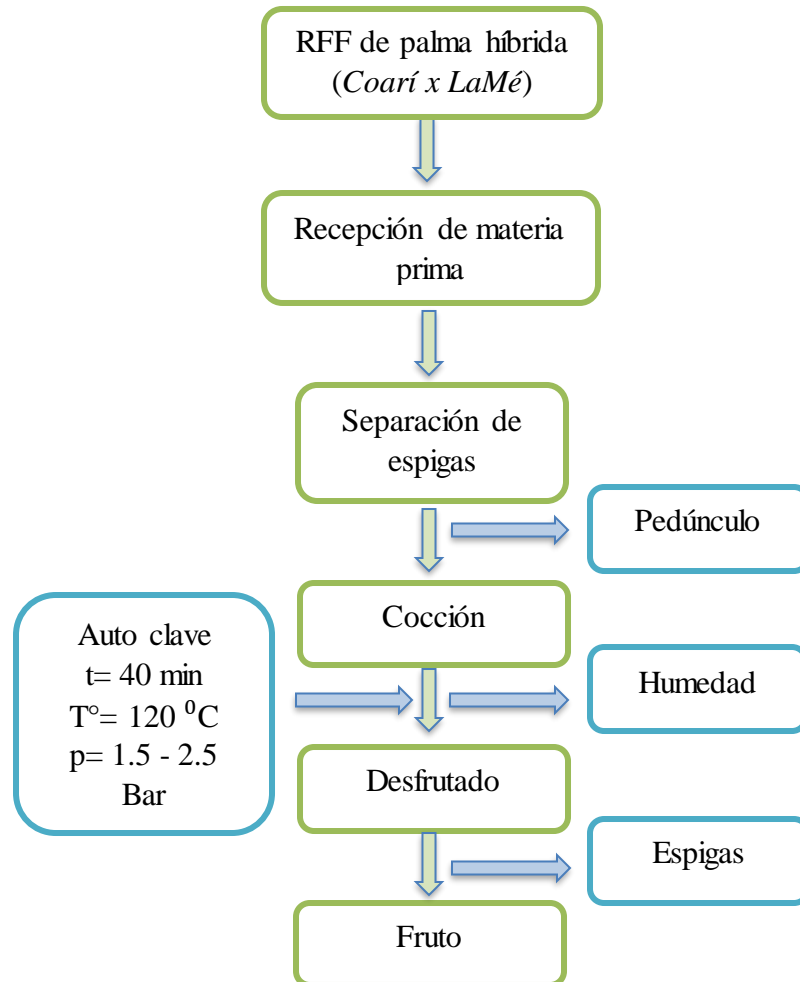 RFF de palma híbrida
(Coarí x LaMé)
Recepción de materia
prima
Separación de
espigas
Pedúnculo
Cocción
Auto clave
t= 40 min
T°= 120 ⁰C
p= 1.5 - 2.5
Bar
Humedad
Desfrutado
Espigas
Fruto